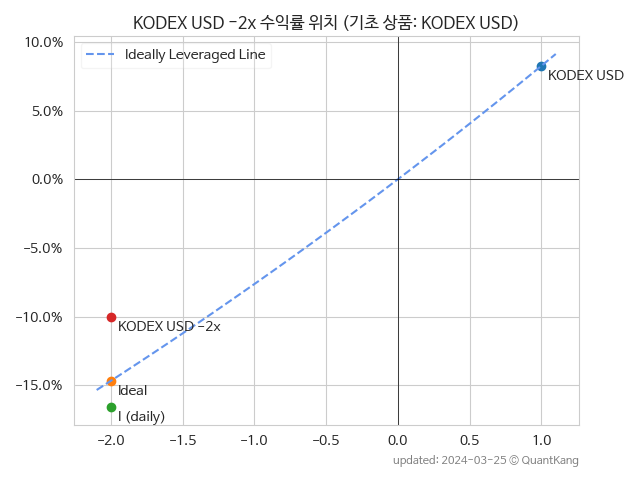 KODEX USD -2x 수익률 위치 (기초 상품: KODEX USD)
10.0%
5.0%
0.0%
-5.0%
-10.0%
-15.0%
Ideally Leveraged Line
KODEX USD
KODEX USD -2x
Ideal
I (daily)
-2.0 -1.5 -1.0 -0.5 0.0 0.5 1.0
updated: 2024-03-25 © QuantKang